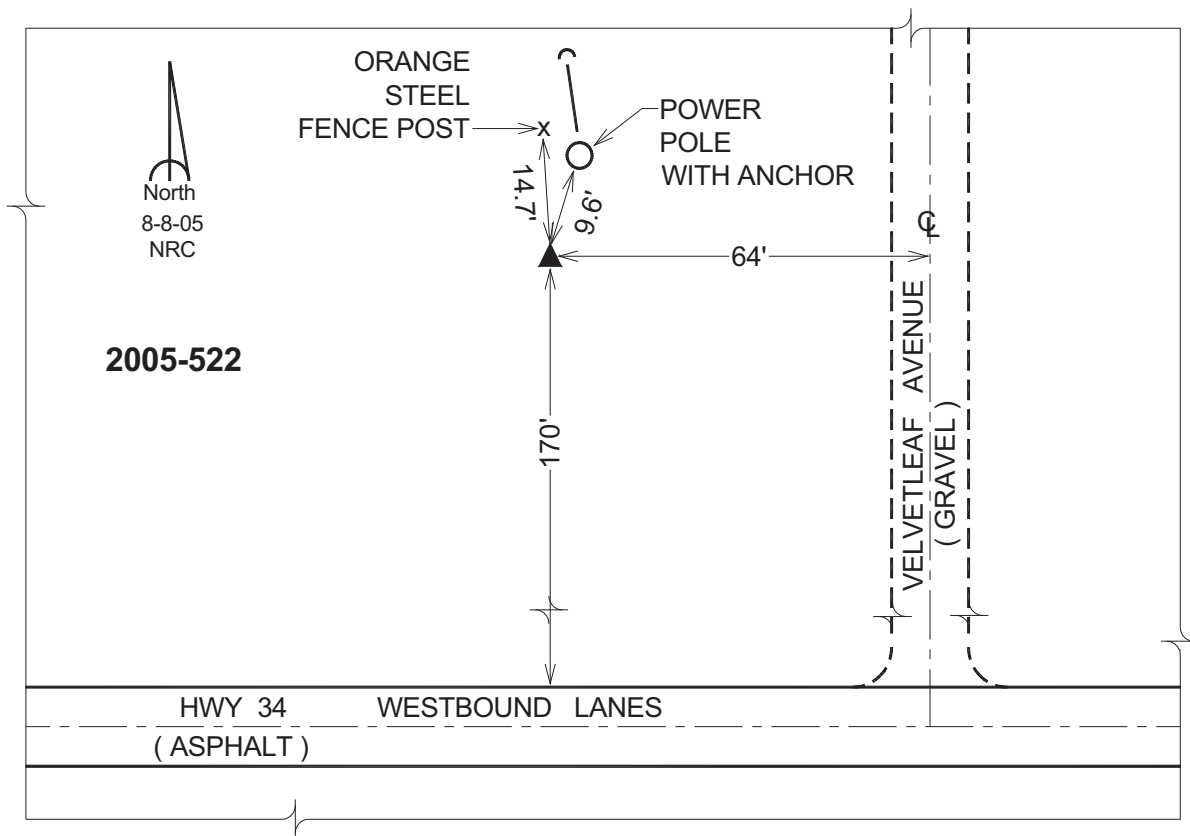 ORANGE
STEEL
FENCE POST
x
POWER
POLE
WITH ANCHOR
North
8-8-05
NRC
14.7'
9.6'
CL
64'
2005-522
170'
VELVETLEAF AVENUE
( GRAVEL )
HWY 34 WESTBOUND LANES
( ASPHALT )